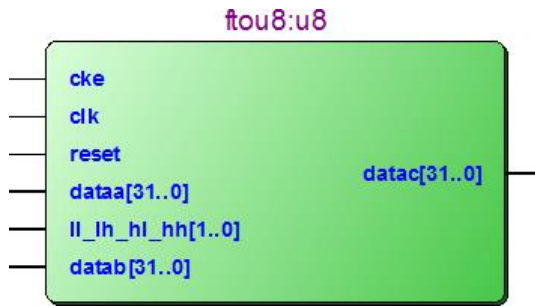 ftou8:u8
cke
clk
reset
dataa[31..0]
ll_lh_hl_hh[1..0]
datab[31..0]
datac[31..0]